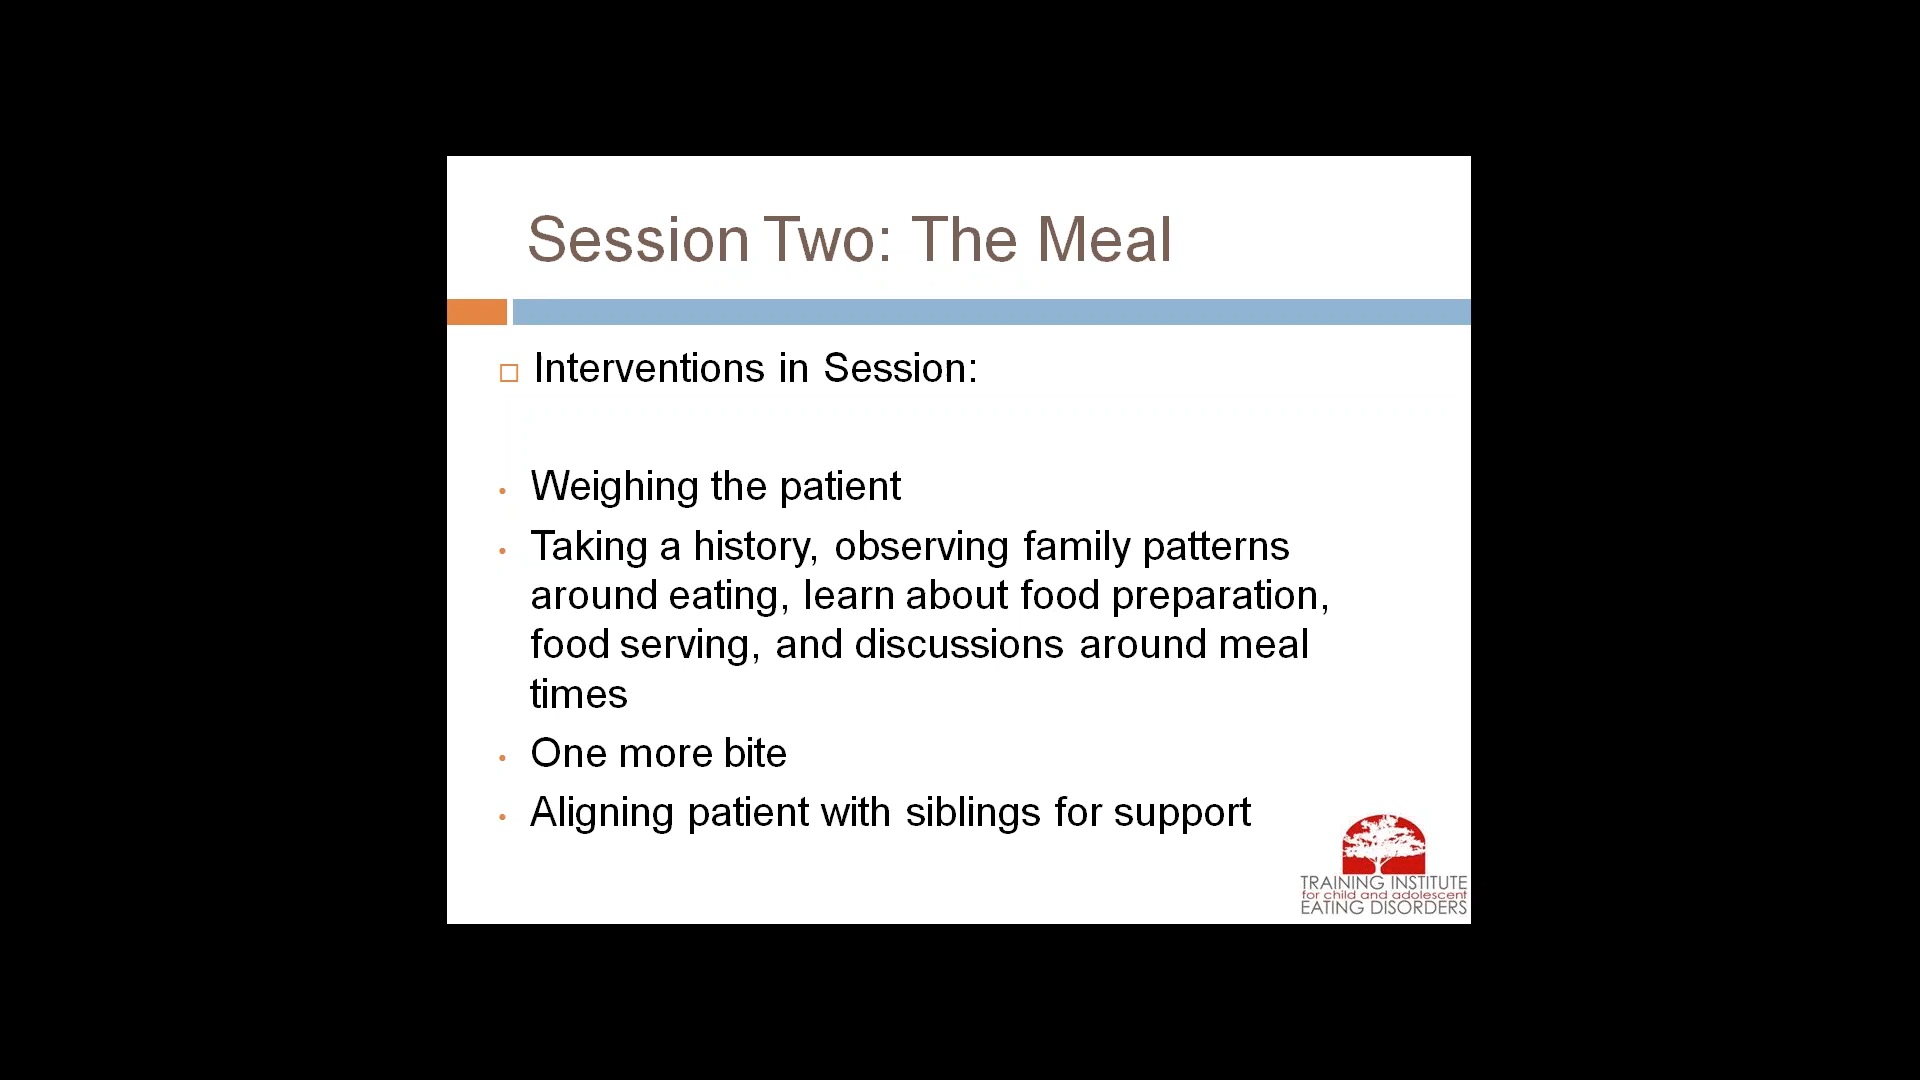 Session Two: The Meal
Interventions in Session:
• Weighing the patient
• Taking a history, observing family patterns
around eating, learn about food preparation,
food serving, and discussions around meal
times
• One more bite
• Aligning patient with siblings for support
TRAINING INSTITUTE
for child and adolescent
EATING DISORDERS